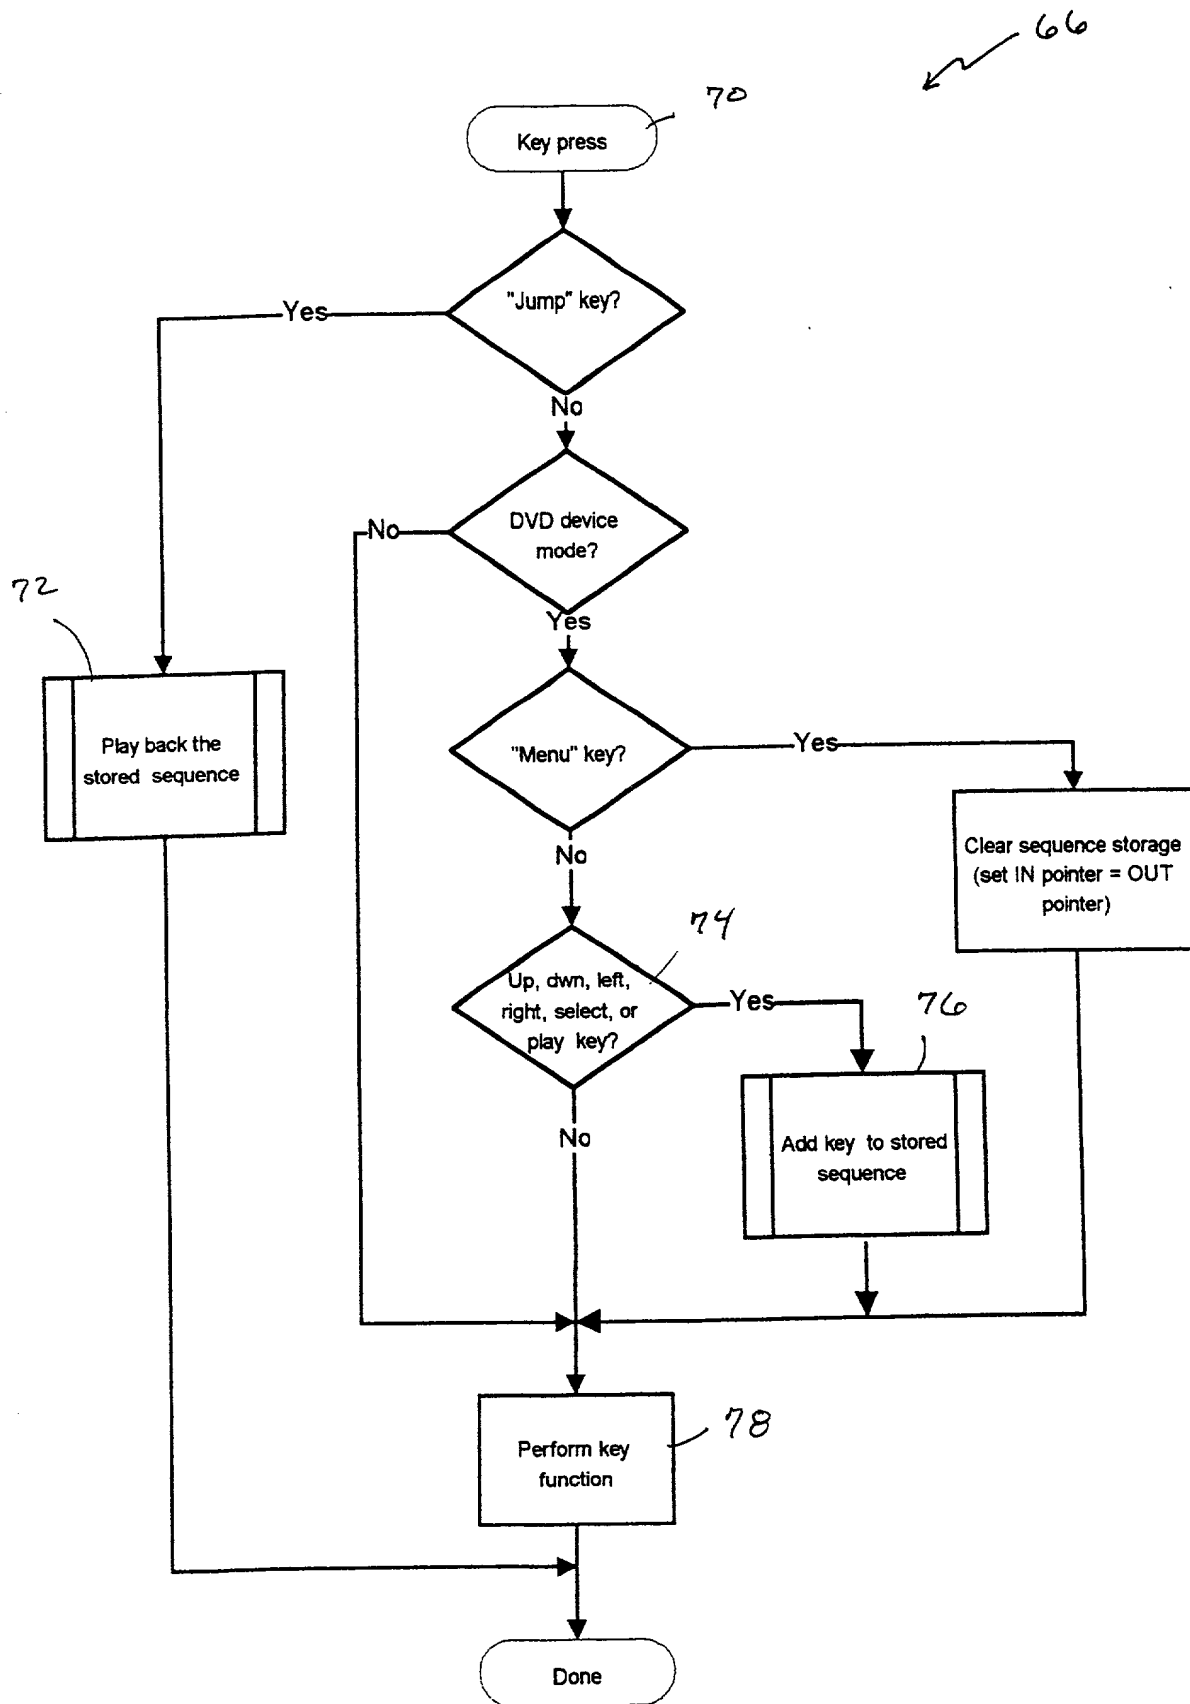 66
70
Key press
"Jump" key?
Yes
No
DVD device
mode?
No
Yes
72
Play back the
stored sequence
"Menu" key?
Yes
No
Clear sequence storage
(set IN pointer = OUT
pointer)
74
Up, dwn, left,
right, select, or
play key?
Yes
76
No
Add key to stored
sequence
78
Perform key
function
Done